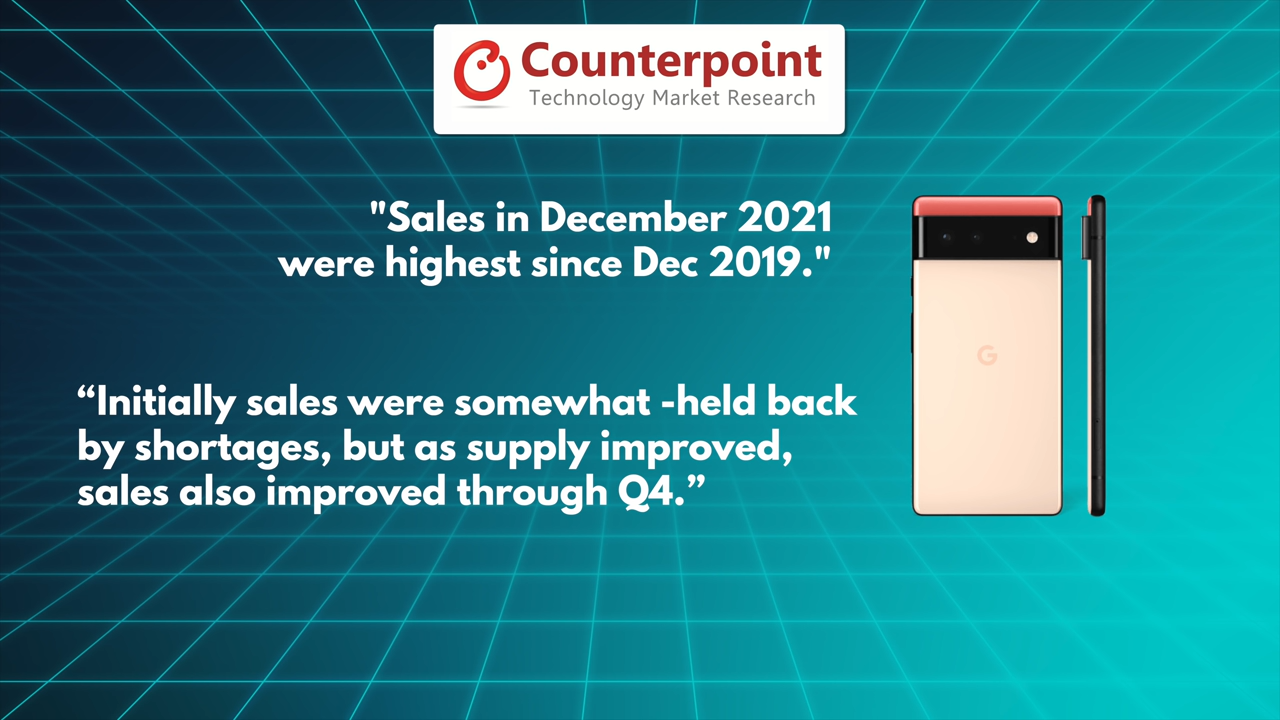 Counterpoint
Technology Market Research
"Sales in December 2021
were highest since Dec 2019."
“Initially sales were somewhat -held back
by shortages, but as supply improved,
sales also improved through Q4.”
G